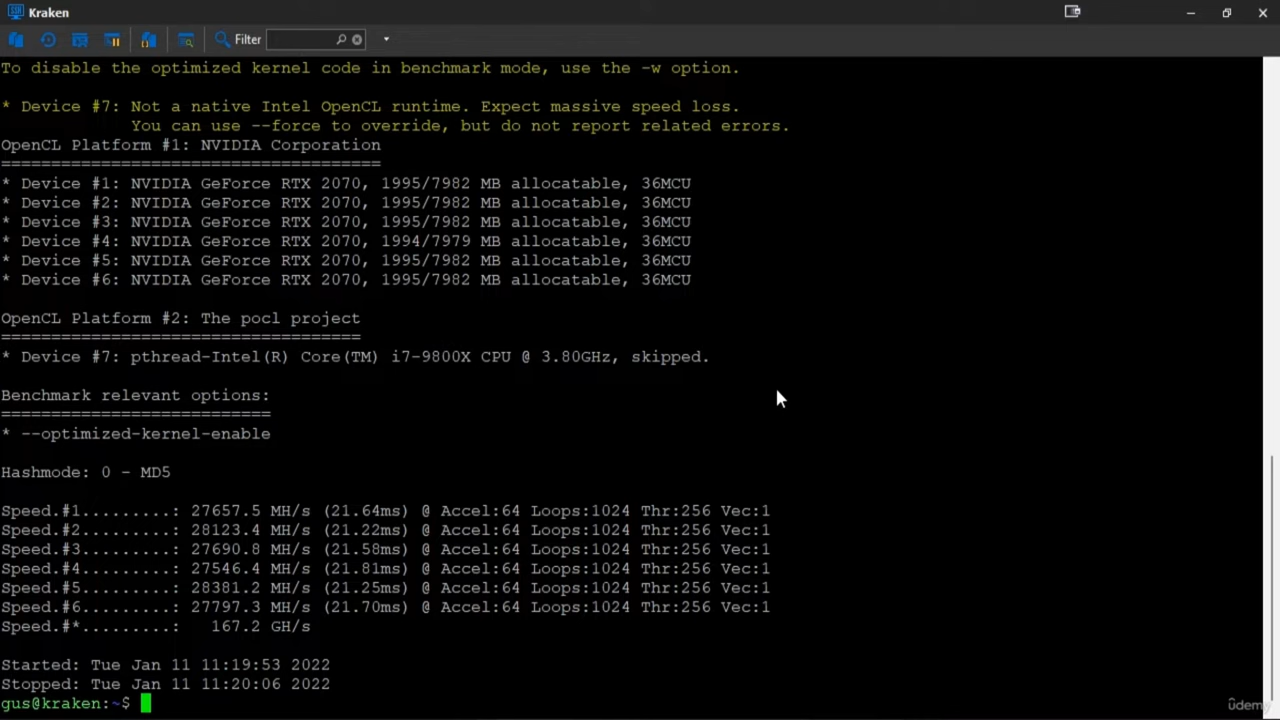 Kraken
Filter
To disable the optimized kernel code in benchmark mode, use the -w option.
* Device #7: Not a native Intel OpenCL runtime. Expect massive speed loss.
You can use --force to override, but do not report related errors.
OpenCL Platform #1: NVIDIA Corporation
======================================
* Device #1: NVIDIA GeForce RTX 2070, 1995/7982 MB allocatable, 36MCU
* Device #2: NVIDIA GeForce RTX 2070, 1995/7982 MB allocatable, 36MCU
* Device #3: NVIDIA GeForce RTX 2070, 1995/7982 MB allocatable, 36MCU
* Device #4: NVIDIA GeForce RTX 2070, 1994/7979 MB allocatable, 36MCU
* Device #5: NVIDIA GeForce RTX 2070, 1995/7982 MB allocatable, 36MCU
* Device #6: NVIDIA GeForce RTX 2070, 1995/7982 MB allocatable, 36MCU
OpenCL Platform #2: The pocl project
====================================
* Device #7: pthread-Intel(R) Core(TM) i7-9800X CPU @ 3.80GHz, skipped.
Benchmark relevant options:
===========================
* --optimized-kernel-enable
Hashmode: 0 - MD5
Speed.#1.........: 27657.5 MH/s (21.64ms) @ Accel:64 Loops:1024 Thr:256 Vec:1
Speed.#2.........: 28123.4 MH/s (21.22ms) @ Accel:64 Loops:1024 Thr:256 Vec:1
Speed.#3.........: 27690.8 MH/s (21.58ms) @ Accel:64 Loops:1024 Thr:256 Vec:1
Speed.#4.........: 27546.4 MH/s (21.81ms) @ Accel:64 Loops:1024 Thr:256 Vec:1
Speed.#5.........: 28381.2 MH/s (21.25ms) @ Accel:64 Loops:1024 Thr:256 Vec:1
Speed.#6.........: 27797.3 MH/s (21.70ms) @ Accel:64 Loops:1024 Thr:256 Vec:1
Speed.#*.........: 167.2 GH/s
Started: Tue Jan 11 11:19:53 2022
Stopped: Tue Jan 11 11:20:06 2022
gus@kraken:~$
ûdemy